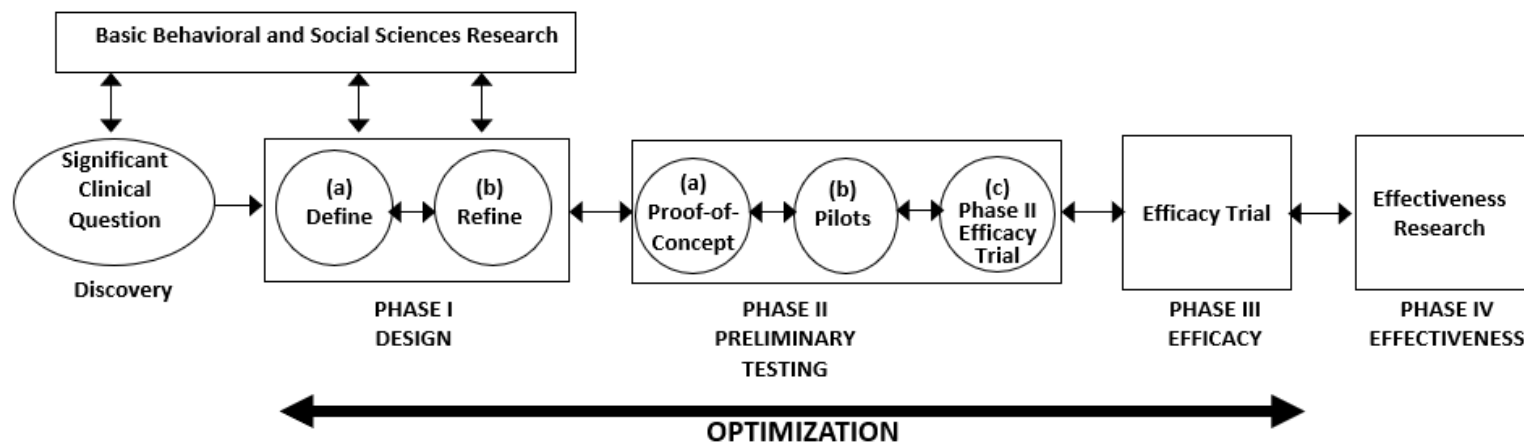 Basic Behavioral and Social Sciences Research
Significant
Clinical
Question
Discovery
(a)
Define
(b)
Refine
PHASE I
DESIGN
(a)
Proof-of-
Concept
(b)
Pilots
(c)
Phase II
Efficacy
Trial
PHASE II
PRELIMINARY
TESTING
Efficacy Trial
PHASE III
EFFICACY
Effectiveness
Research
PHASE IV
EFFECTIVENESS
OPTIMIZATION